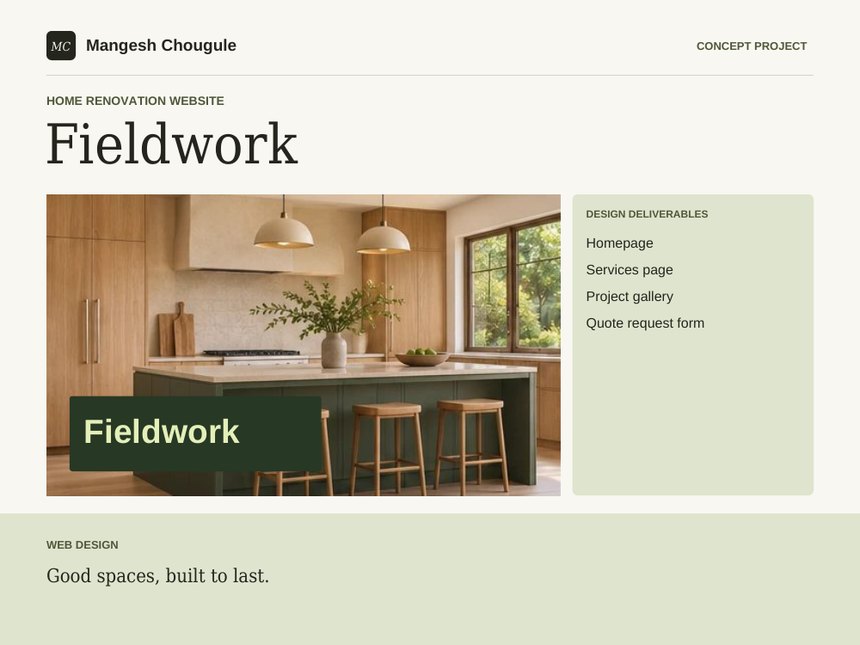 MC
Mangesh Chougule
CONCEPT PROJECT
HOME RENOVATION WEBSITE
Fieldwork
Fieldwork
DESIGN DELIVERABLES
Homepage
Services page
Project gallery
Quote request form
WEB DESIGN
Good spaces, built to last.